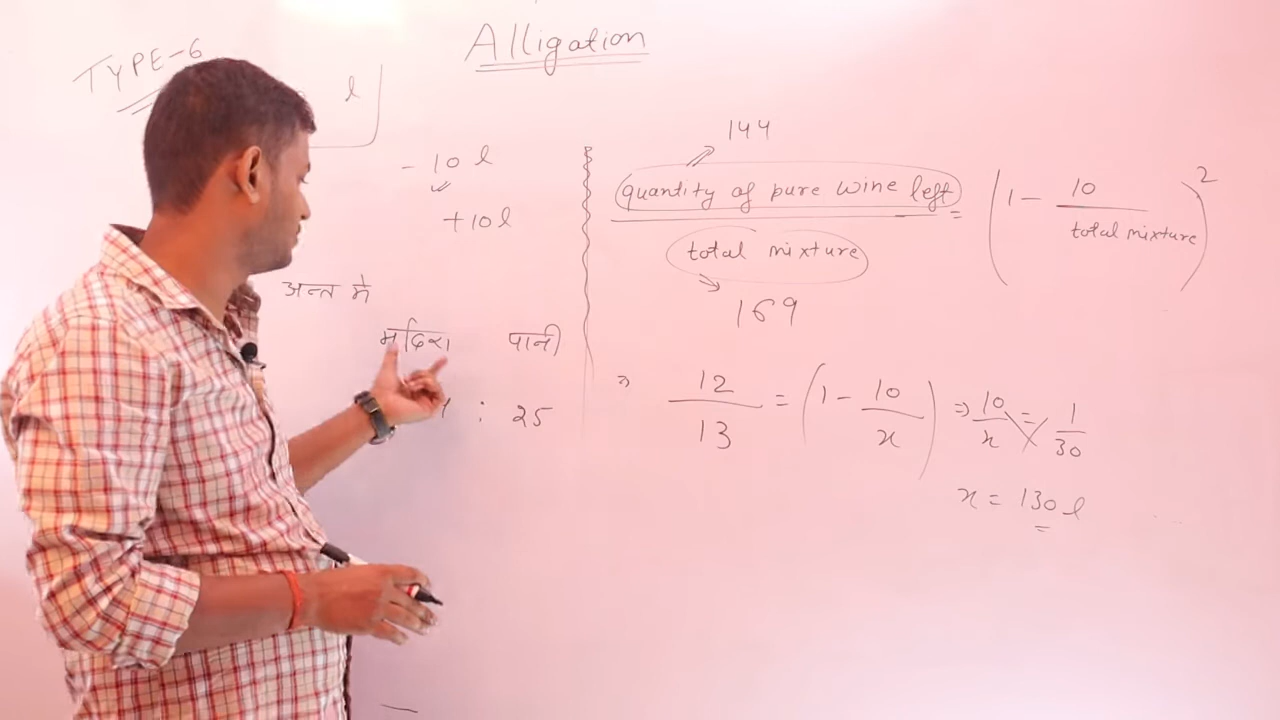 Alligation
TYPE-6
l
- 10 l
+10 l
अन्त मे
मदिरा पानी
: 25
144
quantity of pure wine left = (1 - 10 / total mixture)²
total mixture
169
⇒ 12/13 = (1 - 10/x) ⇒ 10/x = 1/30
x = 130 l